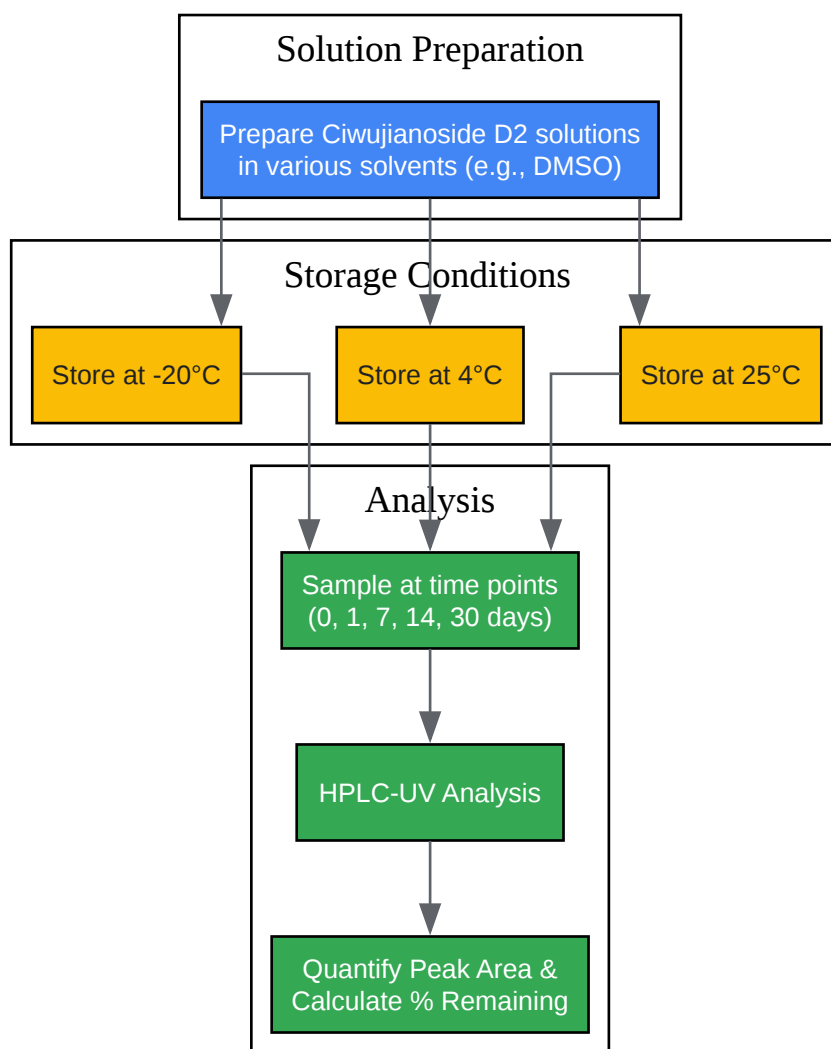 Solution Preparation
Prepare Ciwujianoside D2 solutions
in various solvents (e.g., DMSO)
Storage Conditions
Store at -20°C
Store at 4°C
Store at 25°C
Analysis
Sample at time points
(0, 1, 7, 14, 30 days)
HPLC-UV Analysis
Quantify Peak Area &
Calculate % Remaining